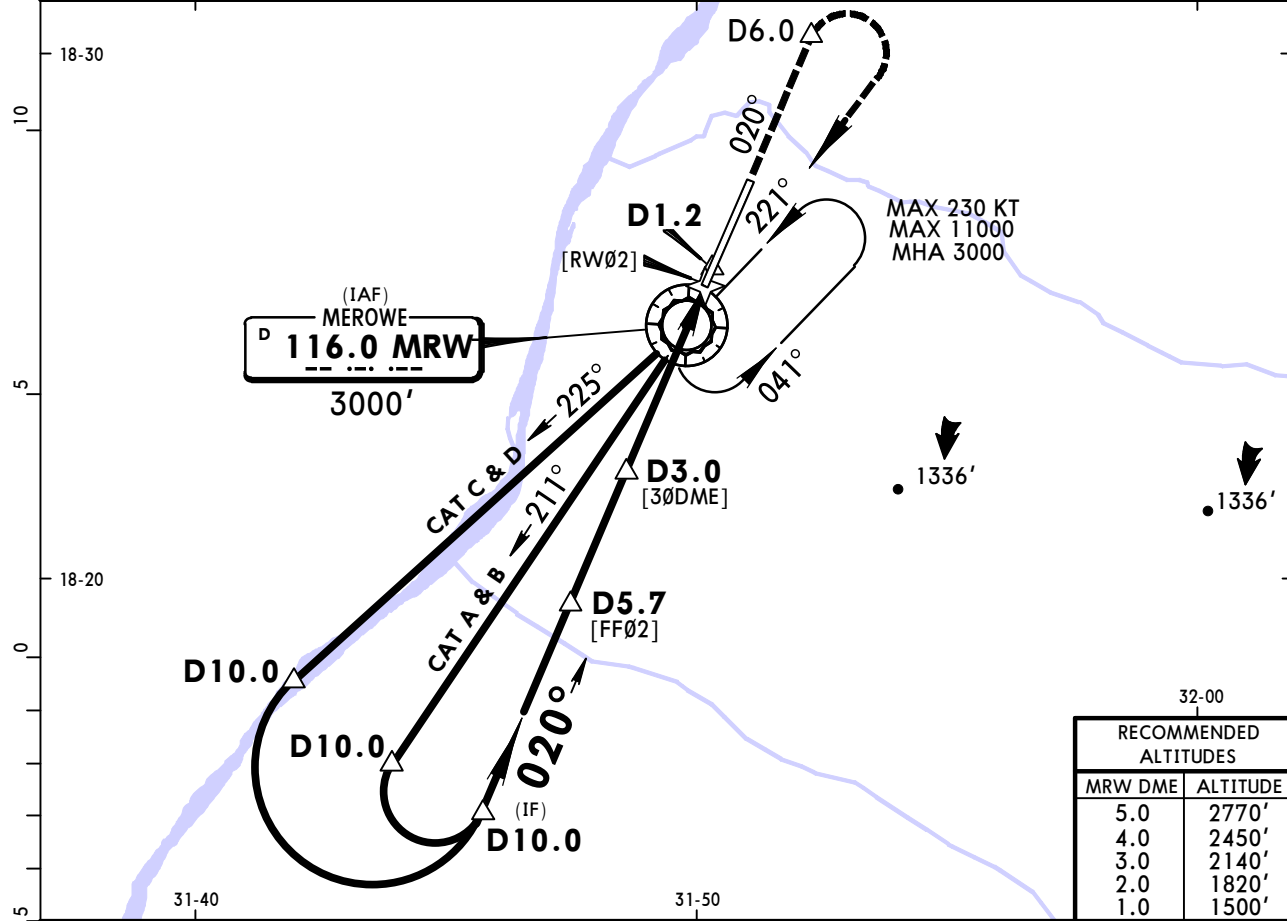 D6.0
18-30
10
020°
221°
MAX 230 KT
MAX 11000
MHA 3000
D1.2
[RWØ2]
(IAF)
MEROWE
D 116.0 MRW
-- .-. .--
3000'
041°
5
225°
CAT C & D
211°
CAT A & B
D3.0
[3ØDME]
1336'
1336'
18-20
D5.7
[FFØ2]
0
D10.0
020°
D10.0
(IF)
D10.0
32-00
RECOMMENDED
ALTITUDES
MRW DME ALTITUDE
5.0 2770'
4.0 2450'
3.0 2140'
2.0 1820'
1.0 1500'
31-40
31-50
5